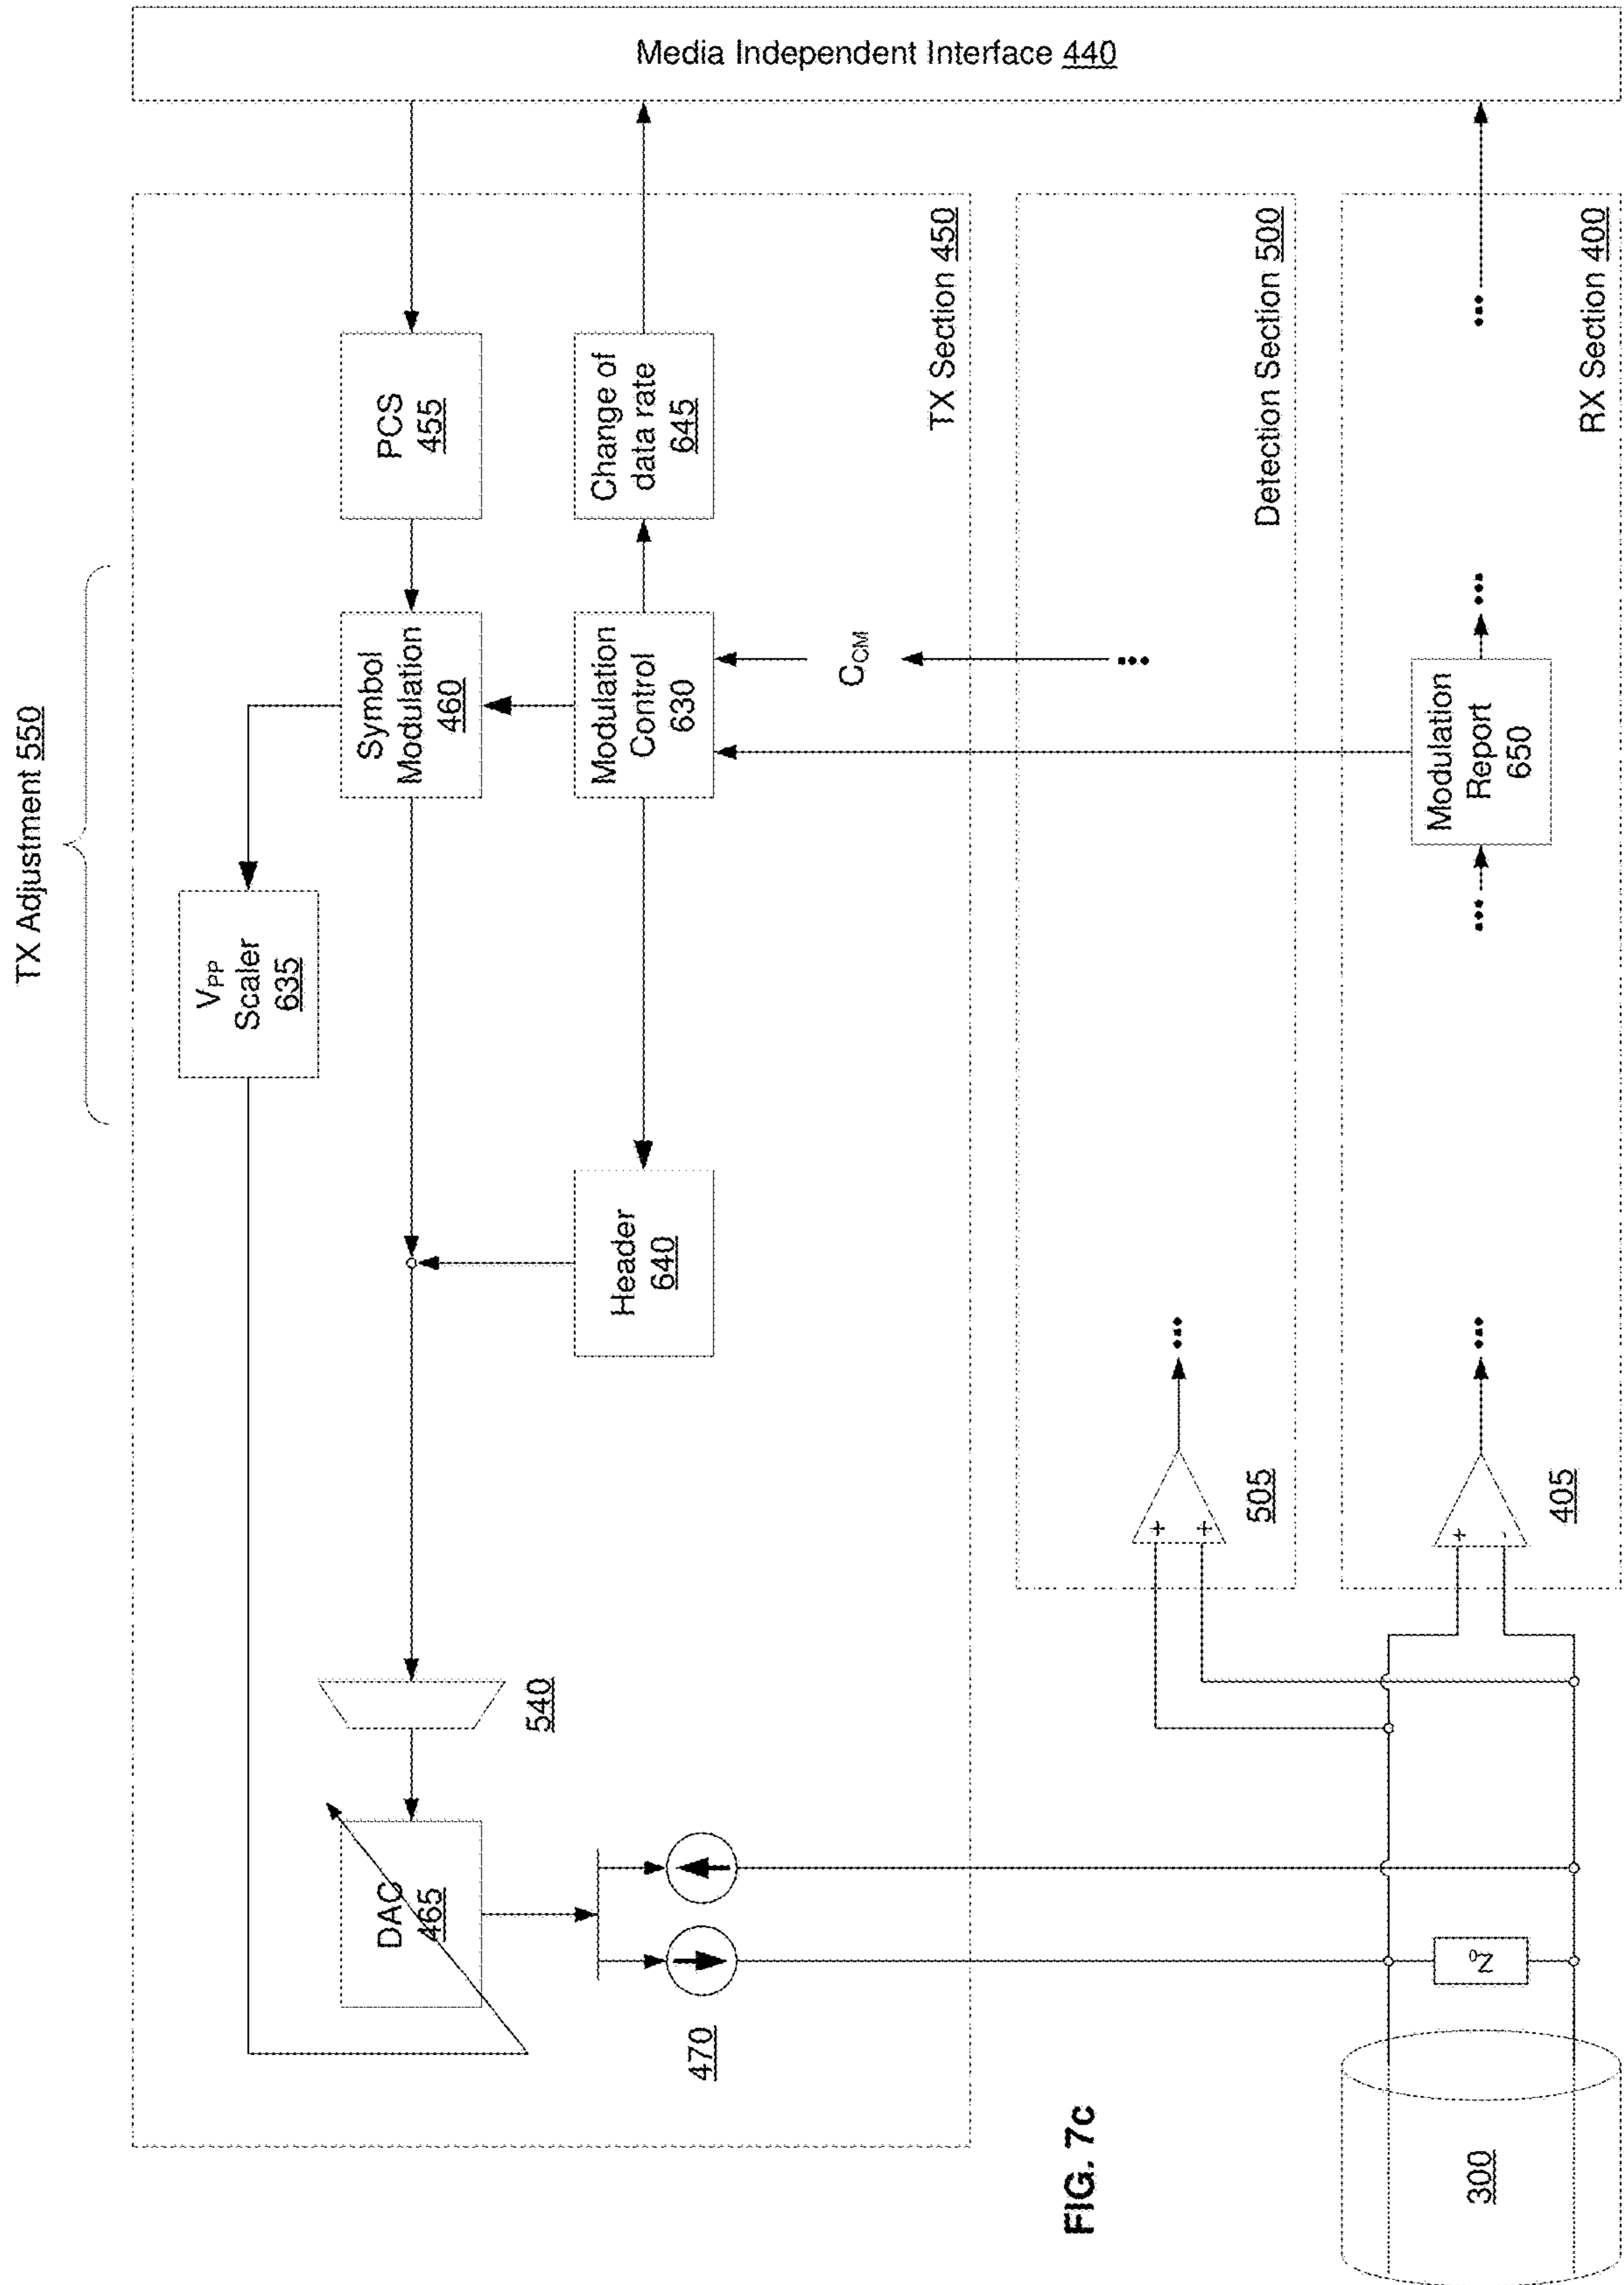 Media Independent Interface 440
TX Adjustment 550
V_PP
Scaler
635
Symbol
Modulation
460
PCS
455
DAC
465
540
Header
640
Modulation
Control
630
Change of
data rate
645
470
TX Section 450
C_CM
+
+
505
Detection Section 500
Modulation
Report
650
+
-
405
RX Section 400
Z₀
300
FIG. 7c